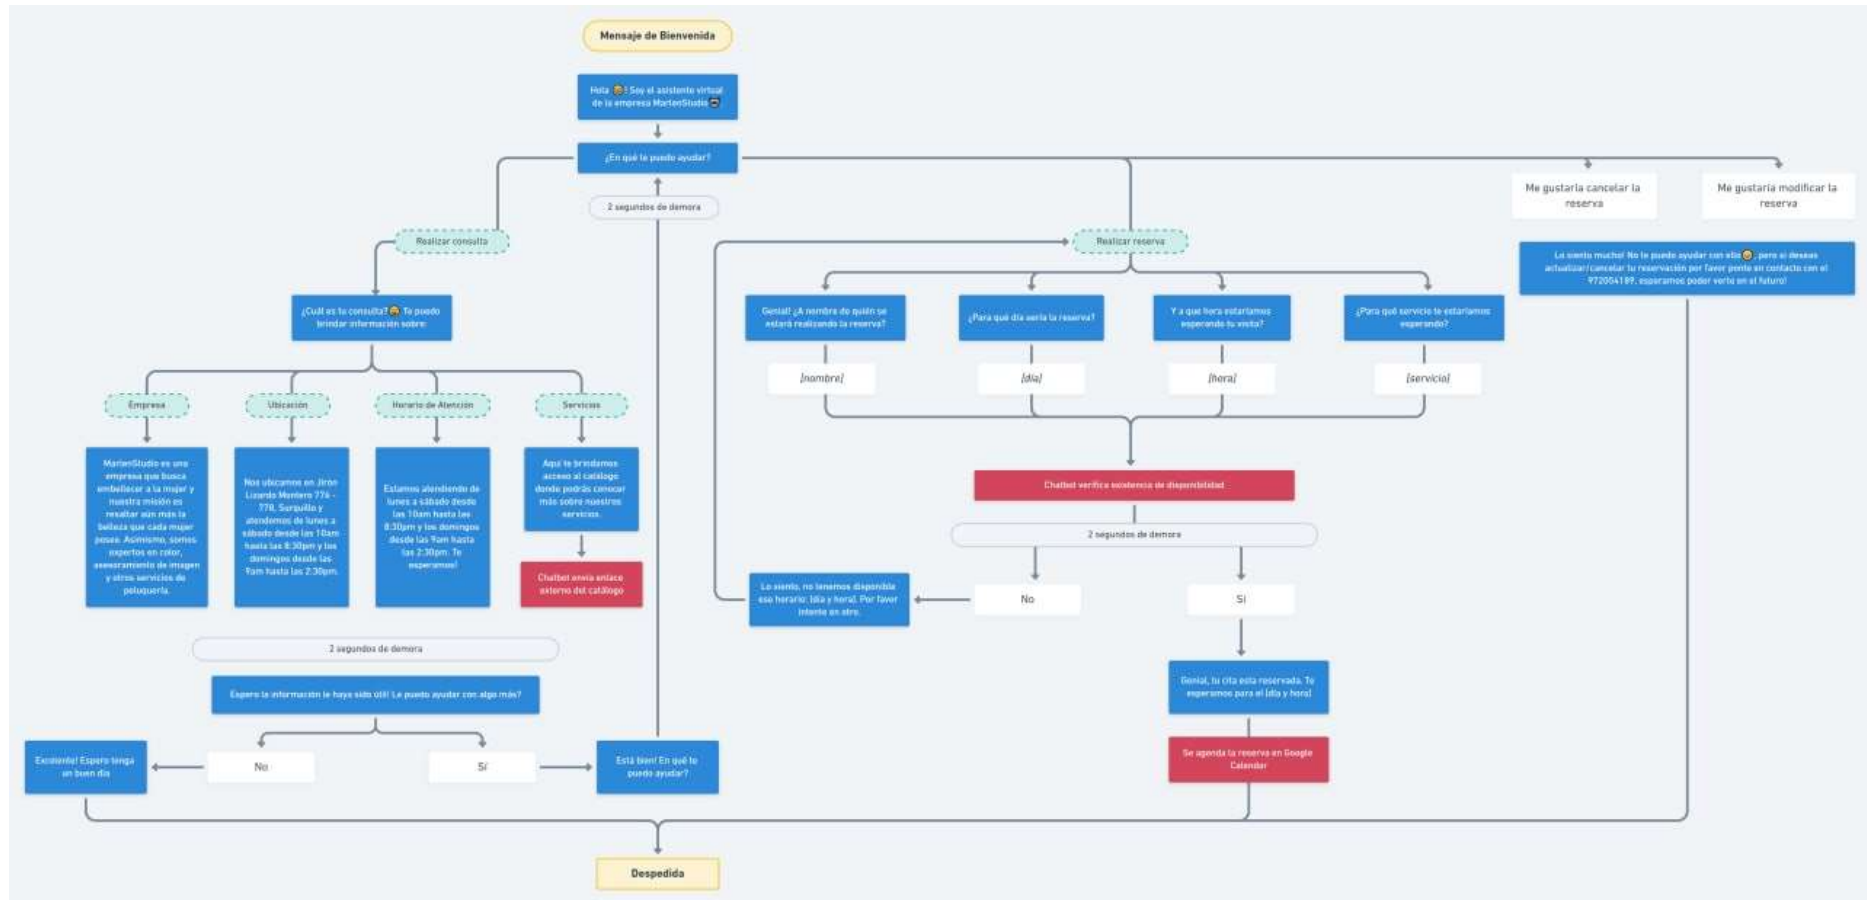 Mensaje de Bienvenida
Hola 😀! Soy el asistente virtual
de la empresa MartenStudio
¿En qué le puedo ayudar?
2 segundos de demora
Me gustaría cancelar la
reserva
Me gustaría modificar la
reserva
Realizar consulta
Realizar reserva
Lo siento mucho! No le puedo ayudar con ello, pero si deseas
actualizar/cancelar tu reservación por favor ponte en contacto con el
972054189, esperamos poder verte en el futuro!
¿Cuál es tu consulta? Te puedo
brindar información sobre:
Genial! ¿A nombre de quién se
estará realizando la reserva?
¿Para qué día sería la reserva?
Y a que hora estaríamos
esperando tu visita?
¿Para qué servicio te estaríamos
esperando?
[nombre]
[día]
[hora]
[servicio]
Empresa
Ubicación
Horario de Atención
Servicios
MartenStudio es una
empresa que busca
embellecer a la mujer y
nuestra misión es
resaltar aún más la
belleza que cada mujer
posee. Asimismo, somos
expertos en color,
asesoramiento de imagen
y otros servicios de
peluquería.
Nos ubicamos en Jirón
Lizardo Montero 776 -
778, Surquillo y
atendemos de lunes a
sábado desde las 10am
hasta las 8:30pm y los
domingos desde las
9am hasta las 2:30pm.
Estamos atendiendo de
lunes a sábado desde
las 10am hasta las
8:30pm y los domingos
desde las 9am hasta
las 2:30pm. Te
esperamos!
Aquí te brindamos
acceso al catálogo
donde podrás conocer
más sobre nuestros
servicios.
Chatbot envía enlace
externo del catálogo
Chatbot verifica existencia de disponibilidad
2 segundos de demora
Lo siento, no tenemos disponible
ese horario: [día y hora]. Por favor
intente en otro.
No
Sí
2 segundos de demora
Espero la información le haya sido útil! Le puedo ayudar con algo más?
Genial, tu cita esta reservada. Te
esperamos para el [día y hora]
Excelente! Espero tenga
un buen día
No
Sí
Está bien! En qué te
puedo ayudar?
Se agenda la reserva en Google
Calendar
Despedida